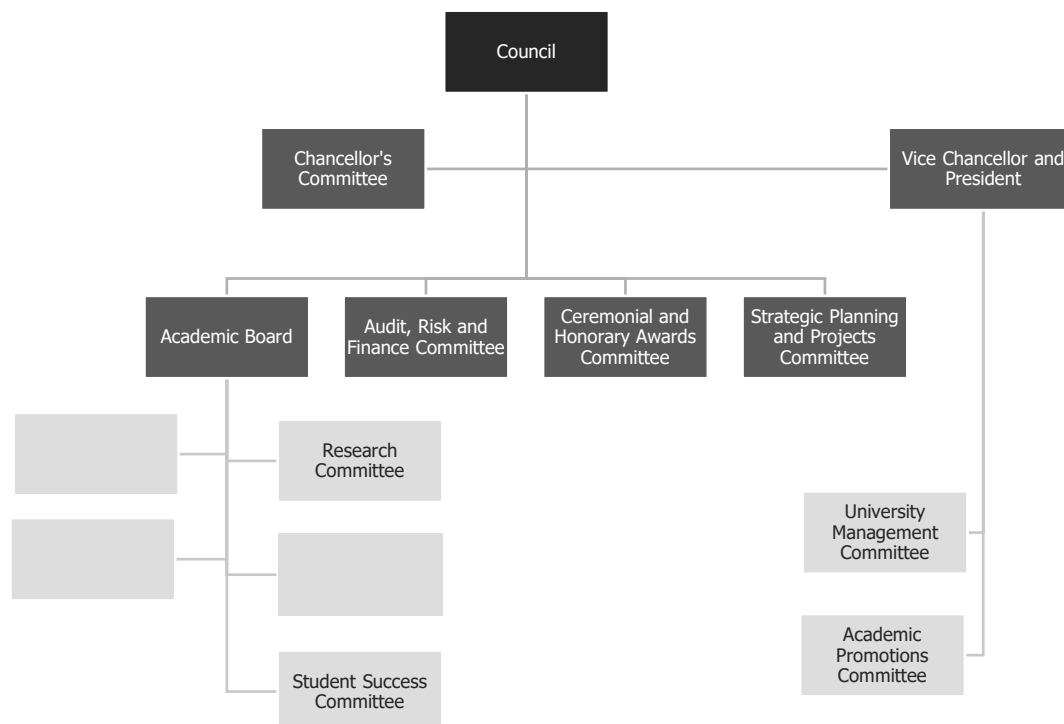 Council
Chancellor's
Committee
Vice Chancellor and
President
Academic Board
Audit, Risk and
Finance Committee
Ceremonial and
Honorary Awards
Committee
Strategic Planning
and Projects
Committee
Research
Committee
University
Management
Committee
Academic
Promotions
Committee
Student Success
Committee